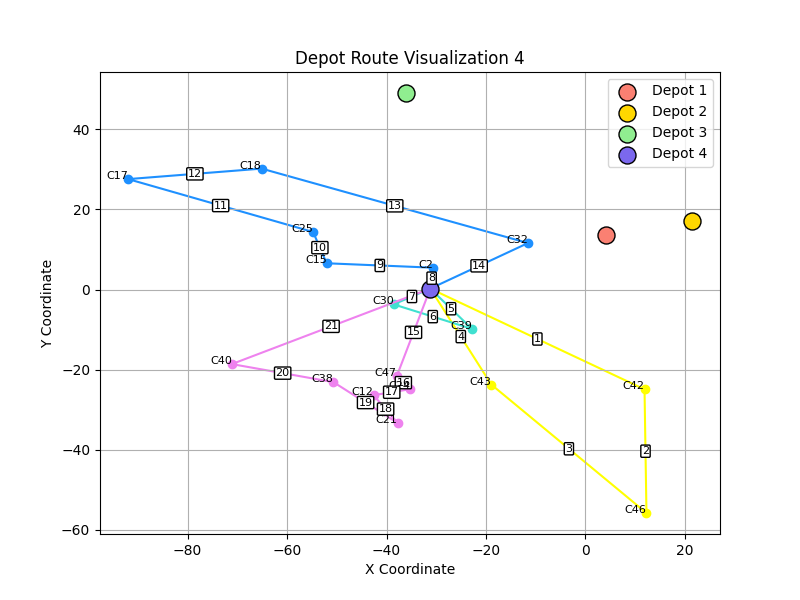 Depot Route Visualization 4
Depot 1
Depot 2
Depot 3
Depot 4
Y Coordinate
40
20
0
−20
−40
−60
−80
−60
−40
−20
0
20
X Coordinate
C17
12
C18
11
13
C25
10
C15
9
C2
8
14
C32
C30
7
5
6
C39
4
1
21
15
C40
20
C38
C47
16
C12
17
19
18
C21
C43
C42
3
2
C46